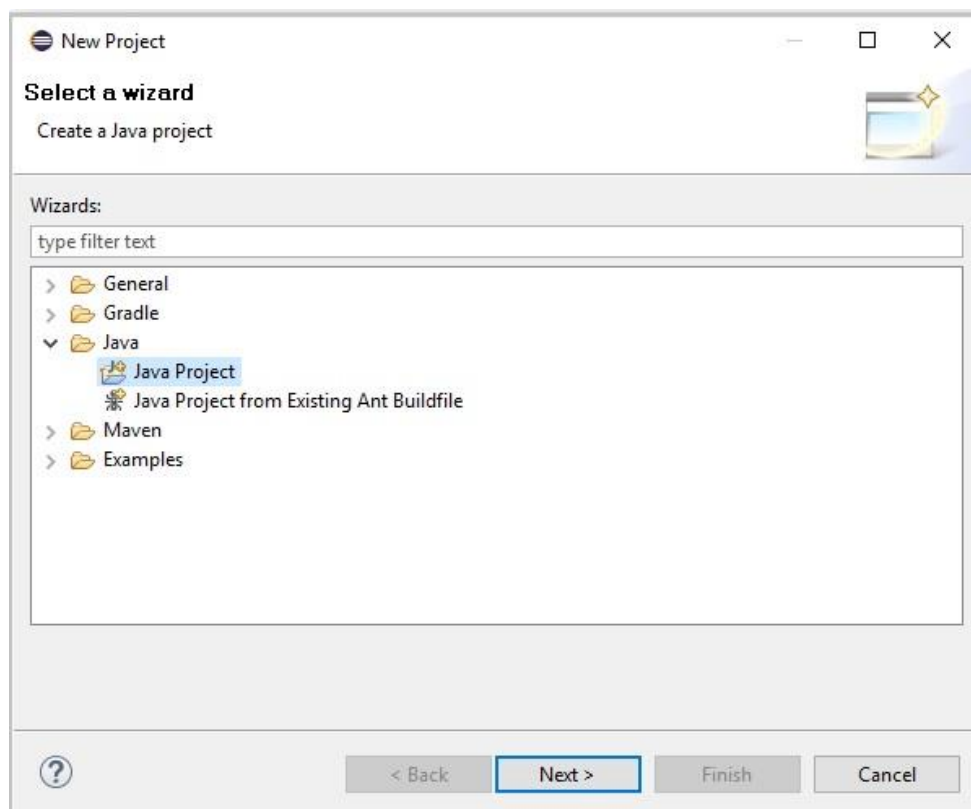 New Project
Select a wizard
Create a Java project
Wizards:
type filter text
General
Gradle
Java
Java Project
Java Project from Existing Ant Buildfile
Maven
Examples
? < Back Next > Finish Cancel